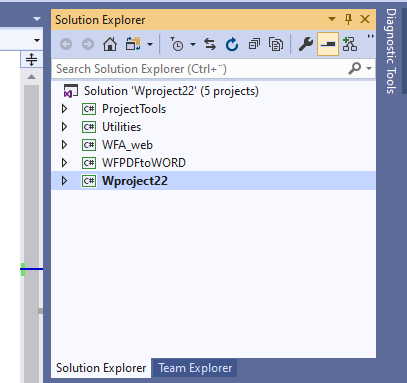 Solution Explorer
Search Solution Explorer (Ctrl+¨)
Solution 'Wproject22' (5 projects)
C# ProjectTools
C# Utilities
C# WFA_web
C# WFPDFtoWORD
C# Wproject22
Solution Explorer Team Explorer
Diagnostic Tools